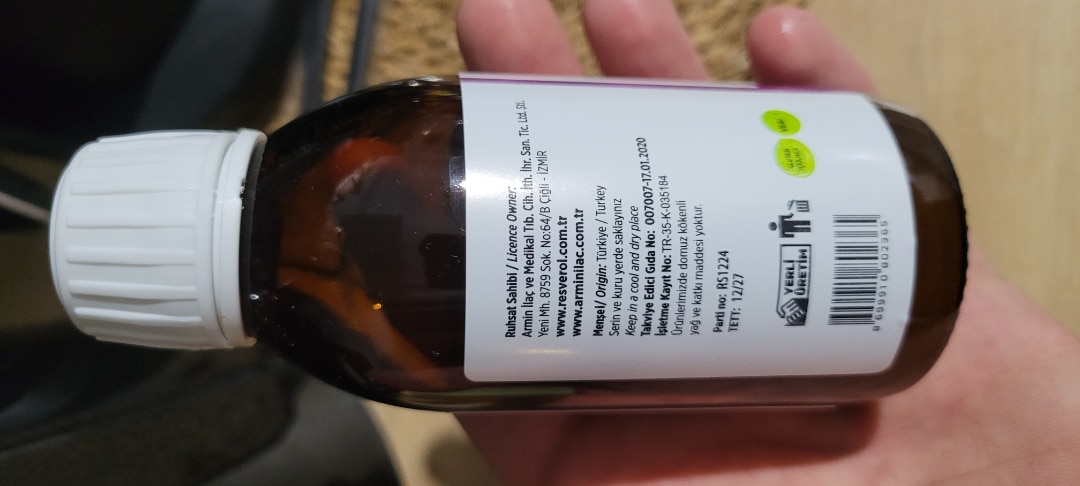 Ruhsat Sahibi / Licence Owner:
Armin İlaç ve Medikal Tıb. Cih. İth. İhr. San. Tic. Ltd. Şti.
Yeni Mh. 8759 Sok. No:64/B Çiğli - İZMİR
www.resverol.com.tr
www.arminilac.com.tr
Menşei/ Origin: Türkiye / Turkey
Serin ve kuru yerde saklayınız
Keep in a cool and dry place
Takviye Edici Gıda No: 007007-17.01.2020
İşletme Kayıt No: TR-35-K-035184
Ürünlerimizde domuz kökenli
yağ ve katkı maddesi yoktur.
Parti no: RS1224
TETT: 12/27
YERLİ
ÜRETİM
8 699910 802365